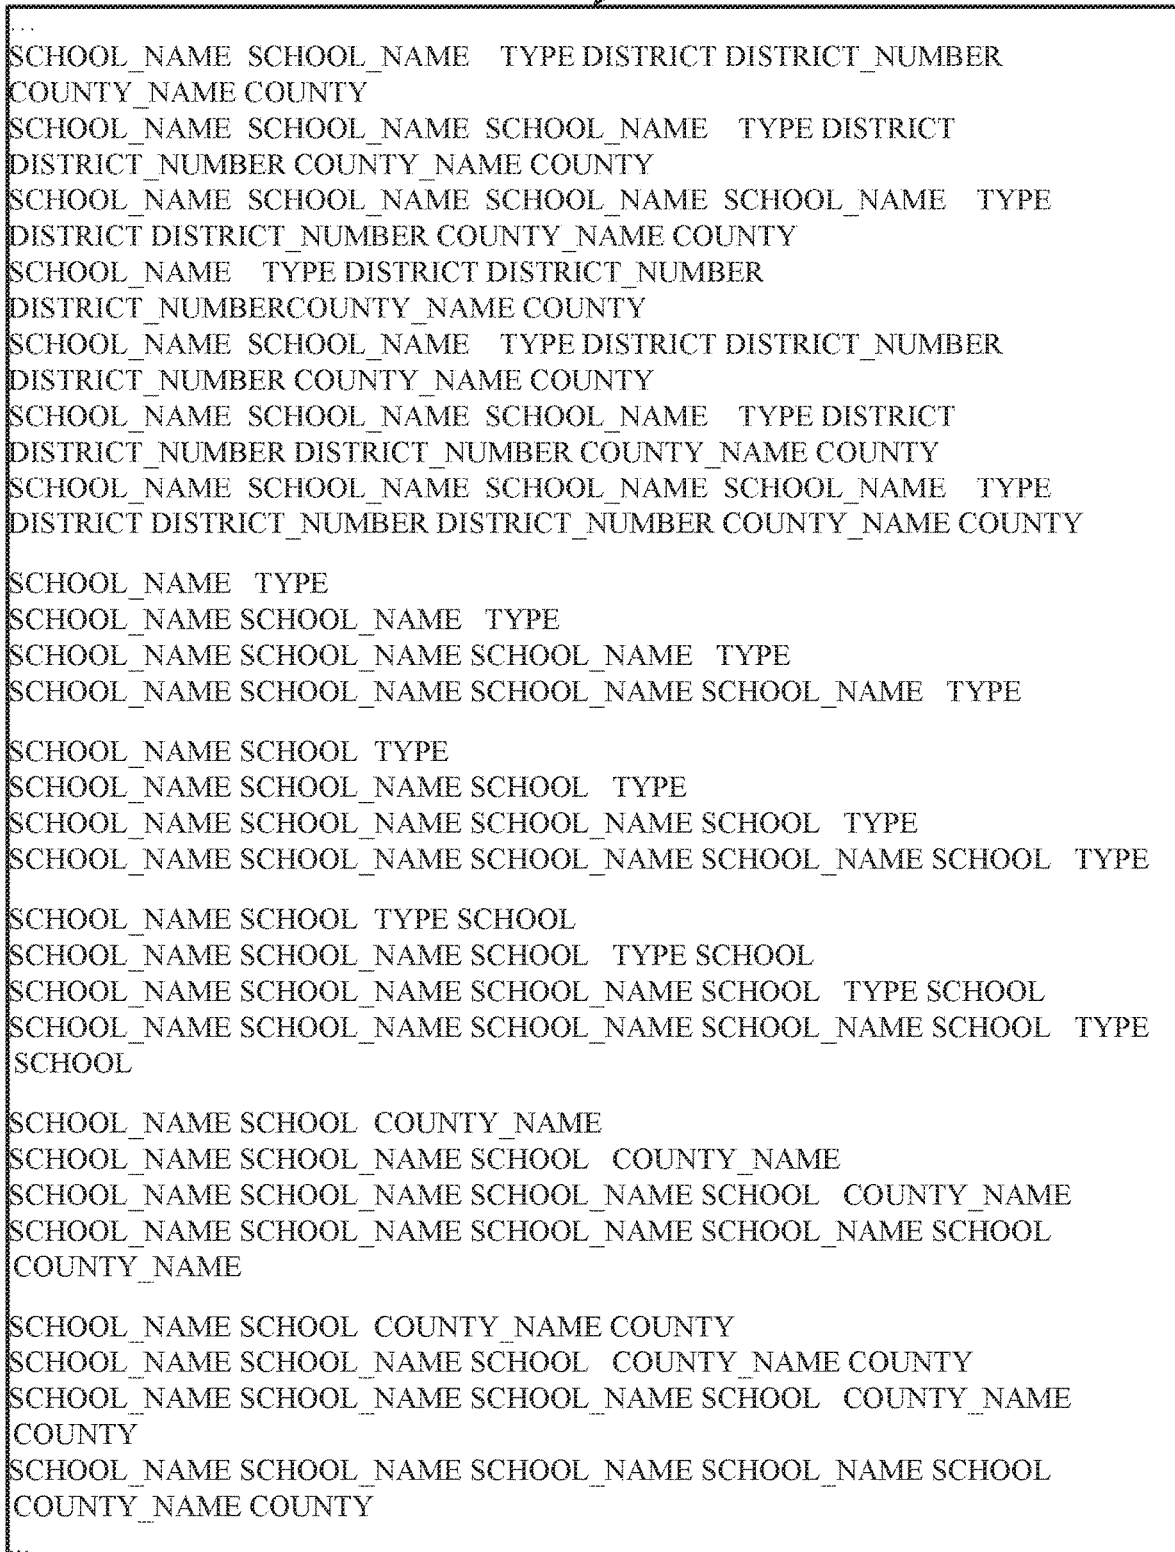 ...
SCHOOL_NAME SCHOOL_NAME TYPE DISTRICT DISTRICT_NUMBER
COUNTY_NAME COUNTY
SCHOOL_NAME SCHOOL_NAME SCHOOL_NAME TYPE DISTRICT
DISTRICT_NUMBER COUNTY_NAME COUNTY
SCHOOL_NAME SCHOOL_NAME SCHOOL_NAME SCHOOL_NAME TYPE
DISTRICT DISTRICT_NUMBER COUNTY_NAME COUNTY
SCHOOL_NAME TYPE DISTRICT DISTRICT_NUMBER
DISTRICT_NUMBERCOUNTY_NAME COUNTY
SCHOOL_NAME SCHOOL_NAME TYPE DISTRICT DISTRICT_NUMBER
DISTRICT_NUMBER COUNTY_NAME COUNTY
SCHOOL_NAME SCHOOL_NAME SCHOOL_NAME TYPE DISTRICT
DISTRICT_NUMBER DISTRICT_NUMBER COUNTY_NAME COUNTY
SCHOOL_NAME SCHOOL_NAME SCHOOL_NAME SCHOOL_NAME TYPE
DISTRICT DISTRICT_NUMBER DISTRICT_NUMBER COUNTY_NAME COUNTY

SCHOOL_NAME TYPE
SCHOOL_NAME SCHOOL_NAME TYPE
SCHOOL_NAME SCHOOL_NAME SCHOOL_NAME TYPE
SCHOOL_NAME SCHOOL_NAME SCHOOL_NAME SCHOOL_NAME TYPE

SCHOOL_NAME SCHOOL TYPE
SCHOOL_NAME SCHOOL_NAME SCHOOL TYPE
SCHOOL_NAME SCHOOL_NAME SCHOOL_NAME SCHOOL TYPE
SCHOOL_NAME SCHOOL_NAME SCHOOL_NAME SCHOOL_NAME SCHOOL TYPE

SCHOOL_NAME SCHOOL TYPE SCHOOL
SCHOOL_NAME SCHOOL_NAME SCHOOL TYPE SCHOOL
SCHOOL_NAME SCHOOL_NAME SCHOOL_NAME SCHOOL TYPE SCHOOL
SCHOOL_NAME SCHOOL_NAME SCHOOL_NAME SCHOOL_NAME SCHOOL TYPE
SCHOOL

SCHOOL_NAME SCHOOL COUNTY_NAME
SCHOOL_NAME SCHOOL_NAME SCHOOL COUNTY_NAME
SCHOOL_NAME SCHOOL_NAME SCHOOL_NAME SCHOOL COUNTY_NAME
SCHOOL_NAME SCHOOL_NAME SCHOOL_NAME SCHOOL_NAME SCHOOL
COUNTY_NAME

SCHOOL_NAME SCHOOL COUNTY_NAME COUNTY
SCHOOL_NAME SCHOOL_NAME SCHOOL COUNTY_NAME COUNTY
SCHOOL_NAME SCHOOL_NAME SCHOOL_NAME SCHOOL COUNTY_NAME
COUNTY
SCHOOL_NAME SCHOOL_NAME SCHOOL_NAME SCHOOL_NAME SCHOOL
COUNTY_NAME COUNTY
...